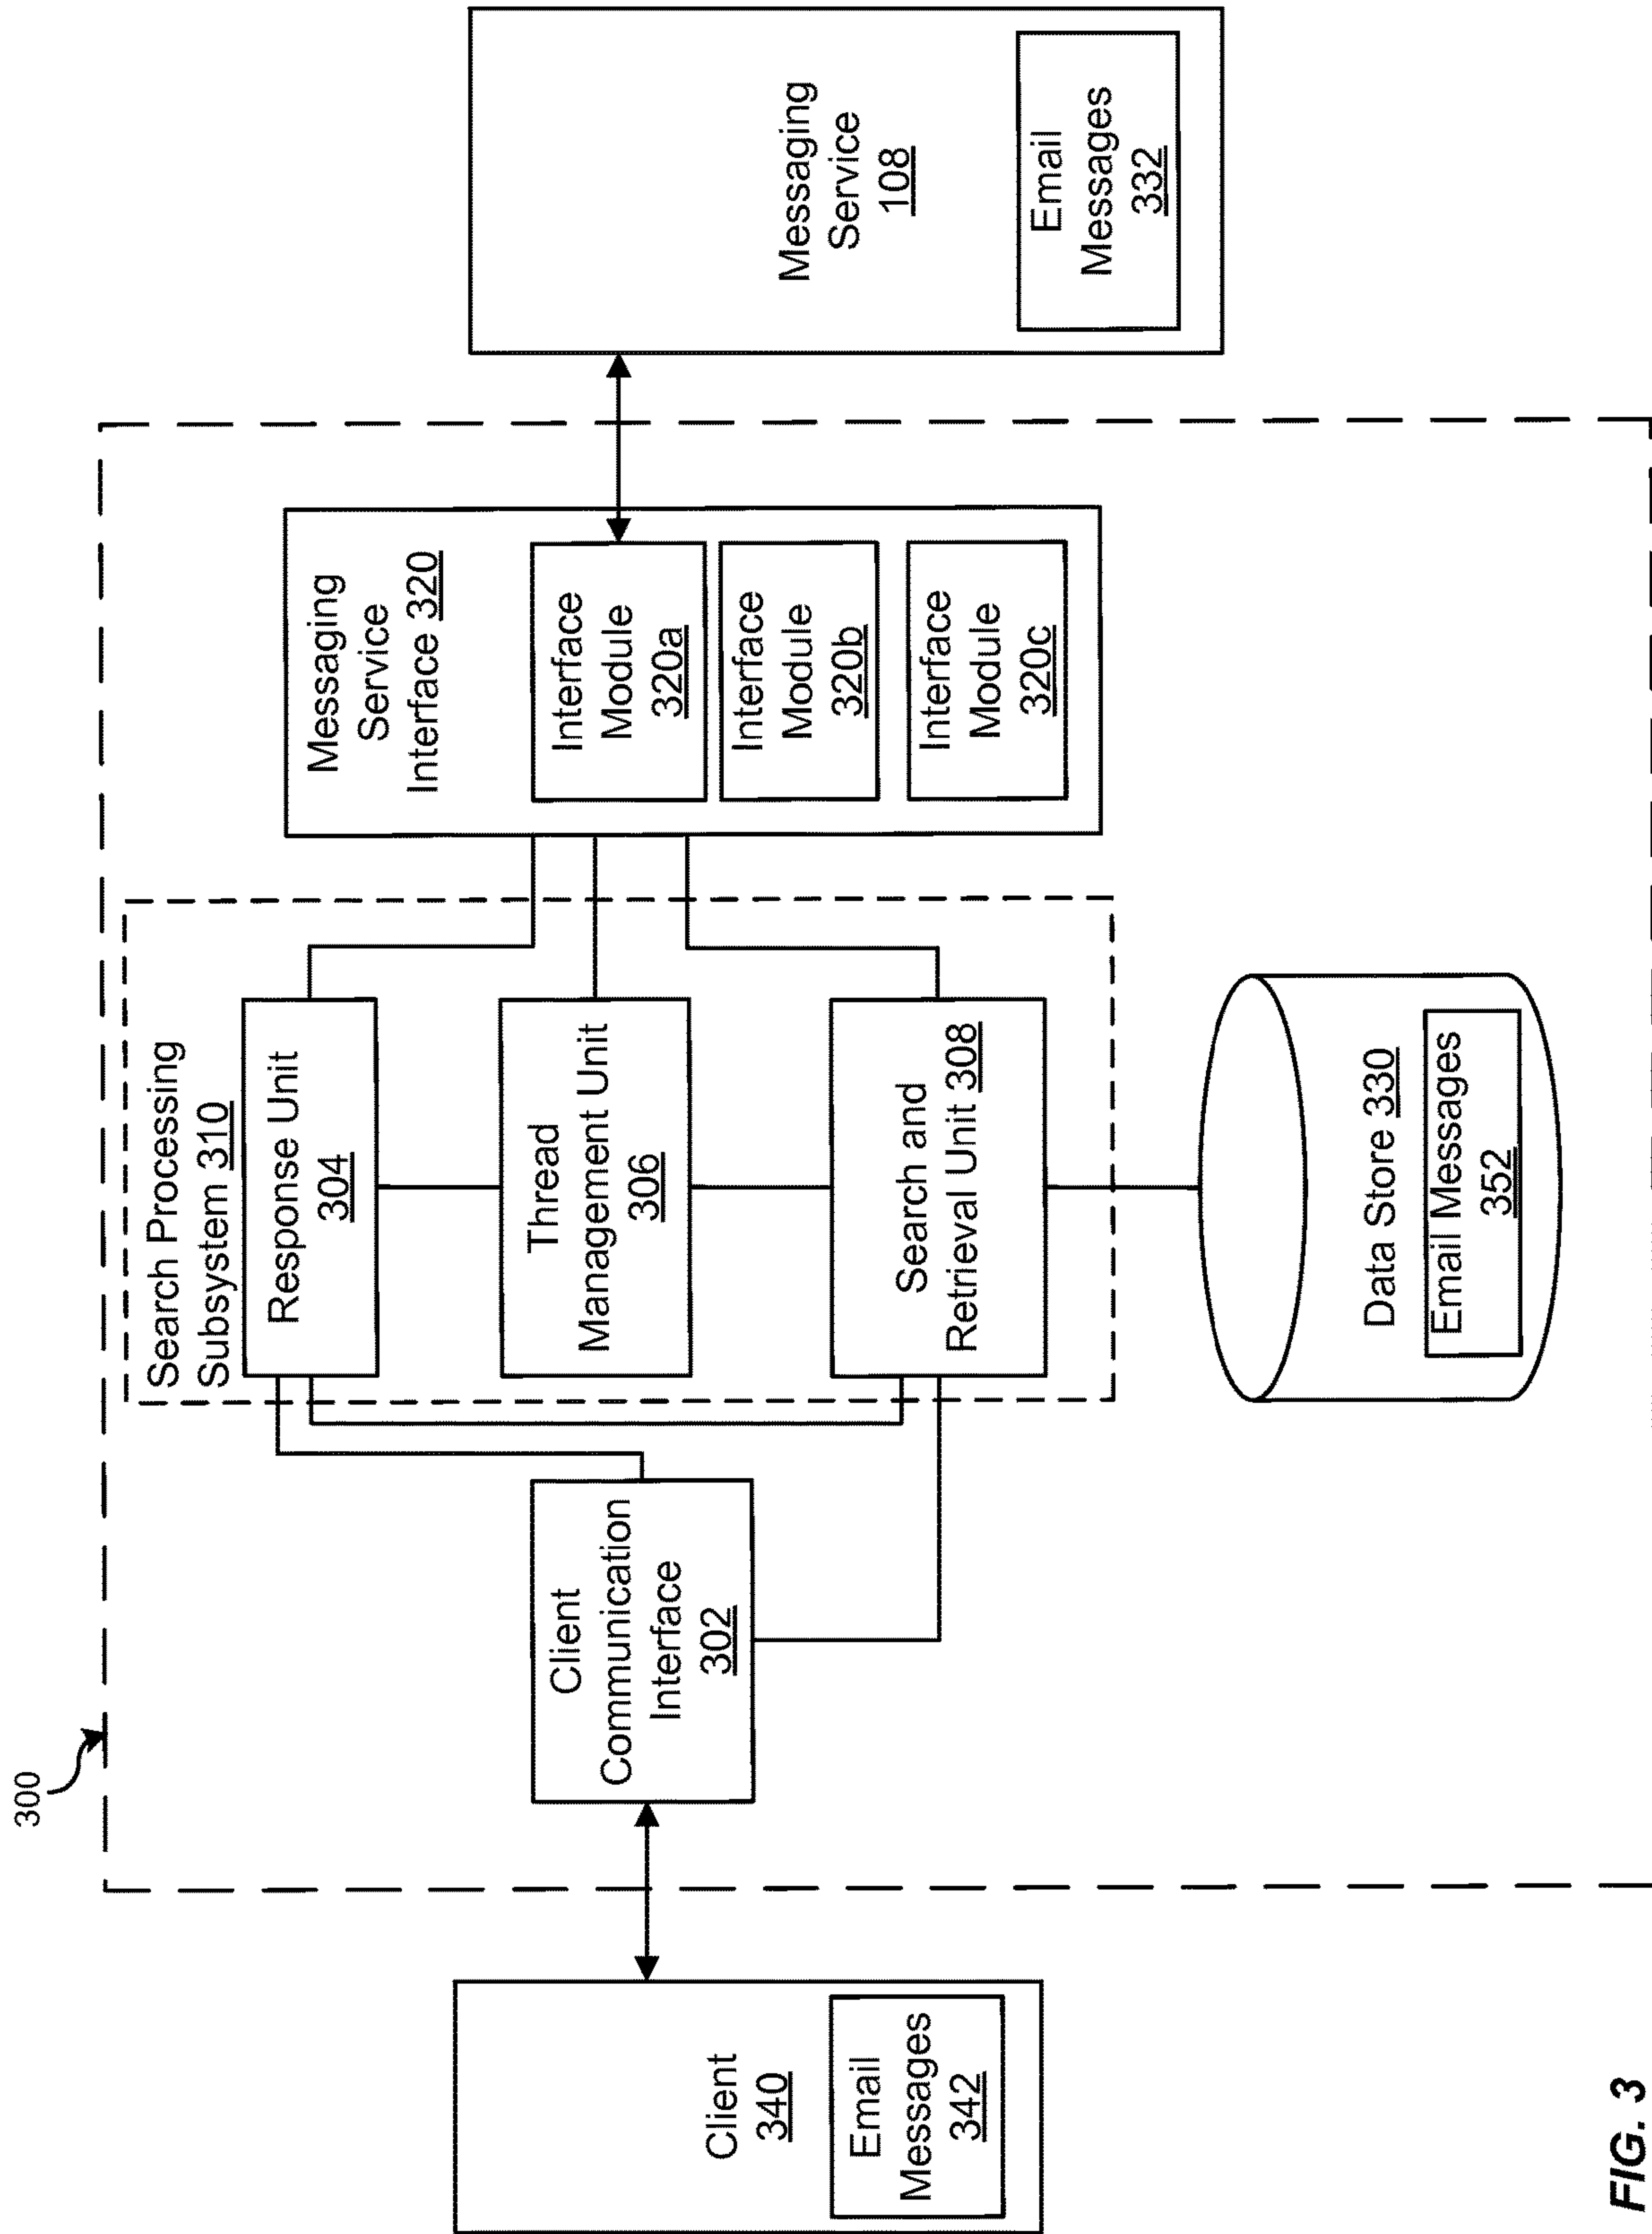 300
Client
340
Email
Messages
342
Client
Communication
Interface
302
Search Processing
Subsystem 310
Response Unit
304
Thread
Management Unit
306
Search and
Retrieval Unit 308
Data Store 330
Email Messages
352
Messaging
Service
Interface 320
Interface
Module
320a
Interface
Module
320b
Interface
Module
320c
Messaging
Service
108
Email
Messages
332
FIG. 3